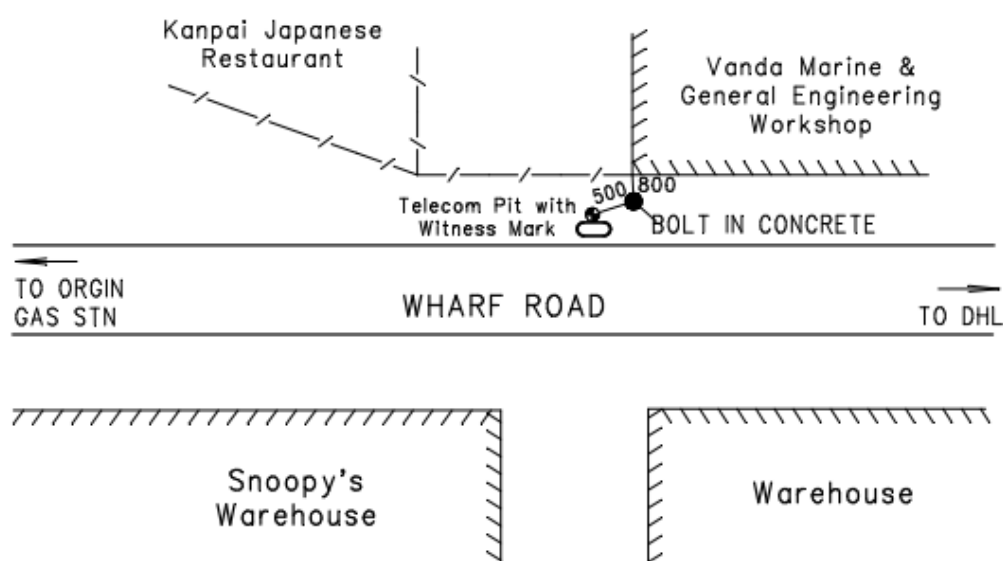 Kanpai Japanese
Restaurant
Vanda Marine &
General Engineering
Workshop
500
800
Telecom Pit with
Witness Mark
BOLT IN CONCRETE
TO ORGIN
GAS STN
WHARF ROAD
TO DHL
Snoopy's
Warehouse
Warehouse